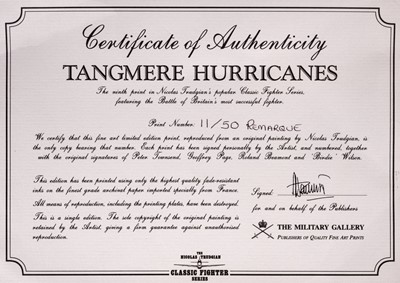 Certificate of Authenticity
TANGMERE HURRICANES
The ninth print in Nicolas Trudgian's popular Classic Fighter Series,
featuring the Battle of Britain's most successful fighter.
Print Number: 11/50 REMARQUE
We certify that this fine art limited edition print, reproduced from an original painting by Nicolas Trudgian, is
the only copy bearing that number. Each print has been signed personally by the Artist, and numbered, together
with the original signatures of Peter Townsend, Geoffrey Page, Roland Beamont and "Birdie" Wilson.
This edition has been printed using only the highest quality fade-resistant
inks on the finest grade archival paper imported specially from France.
All means of reproduction, including the printing plates, have been destroyed.
This is a single edition. The sole copyright of the original painting is
retained by the Artist, giving a form of guarantee against unauthorised
reproduction.
Signed:
for and on behalf of the Publishers
THE MILITARY GALLERY
PUBLISHERS OF QUALITY FINE ART PRINTS
THE
NICOLAS TRUDGIAN
CLASSIC FIGHTER
SERIES